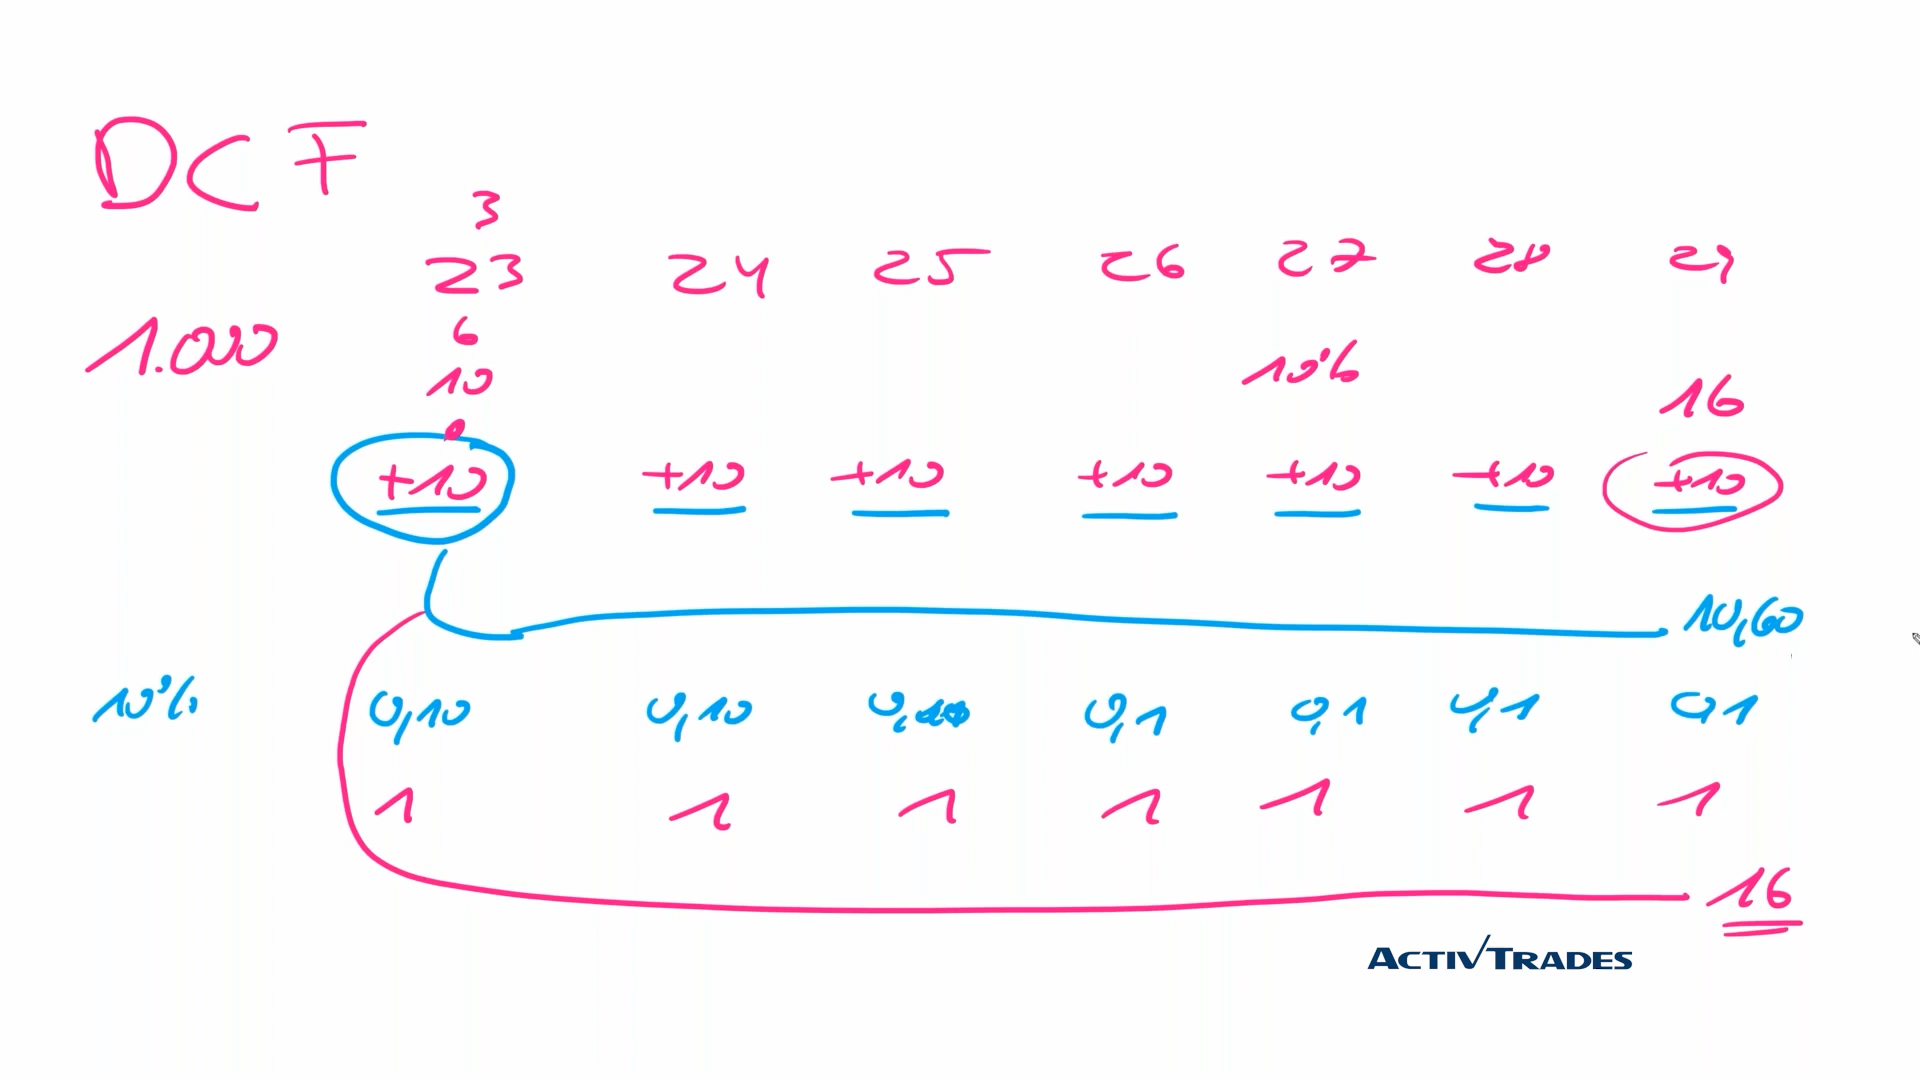 DCF
3
23 24 25 26 27 28 29
1.000
6
10 10%
16
+10 +10 +10 +10 +10 +10 +10
10,60
10% 0,10 0,10 0,1 0,1 0,1 0,1
1 1 1 1 1 1 1
16
ACTIVTRADES